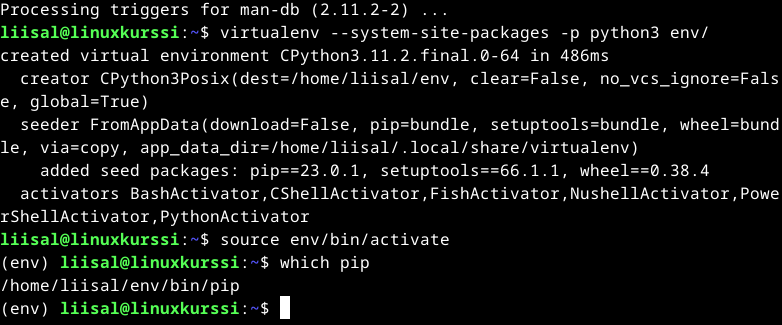 Processing triggers for man-db (2.11.2-2) ...
liisal@linuxkurssi:~$ virtualenv --system-site-packages -p python3 env/
created virtual environment CPython3.11.2.final.0-64 in 486ms
  creator CPython3Posix(dest=/home/liisal/env, clear=False, no_vcs_ignore=Fals
e, global=True)
  seeder FromAppData(download=False, pip=bundle, setuptools=bundle, wheel=bund
le, via=copy, app_data_dir=/home/liisal/.local/share/virtualenv)
    added seed packages: pip==23.0.1, setuptools==66.1.1, wheel==0.38.4
  activators BashActivator,CShellActivator,FishActivator,NushellActivator,Powe
rShellActivator,PythonActivator
liisal@linuxkurssi:~$ source env/bin/activate
(env) liisal@linuxkurssi:~$ which pip
/home/liisal/env/bin/pip
(env) liisal@linuxkurssi:~$